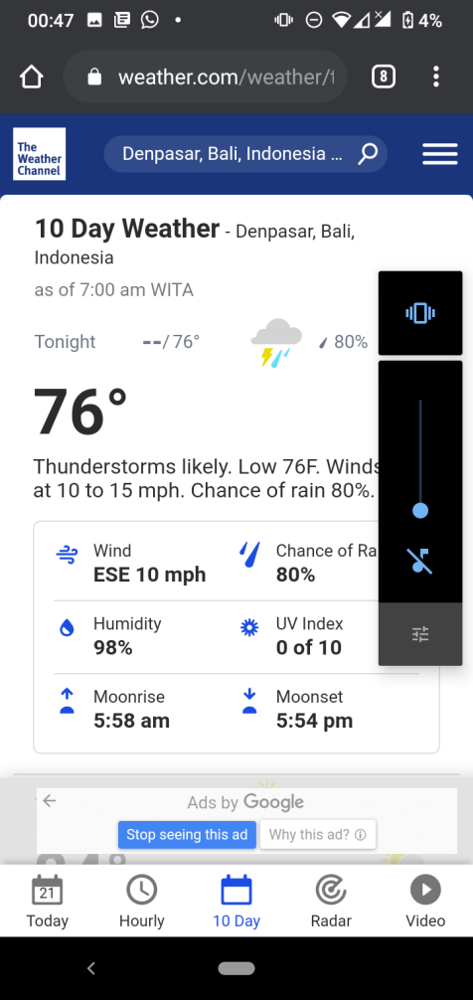 00:47
4%
weather.com/weather/t
8
The
Weather
Channel
Denpasar, Bali, Indonesia ...
10 Day Weather - Denpasar, Bali,
Indonesia
as of 7:00 am WITA
Tonight --/76° 80%
76°
Thunderstorms likely. Low 76F. Winds
at 10 to 15 mph. Chance of rain 80%.
Wind
ESE 10 mph
Chance of Ra
80%
Humidity
98%
UV Index
0 of 10
Moonrise
5:58 am
Moonset
5:54 pm
Ads by Google
Stop seeing this ad
Why this ad?
21
Today
Hourly
10 Day
Radar
Video